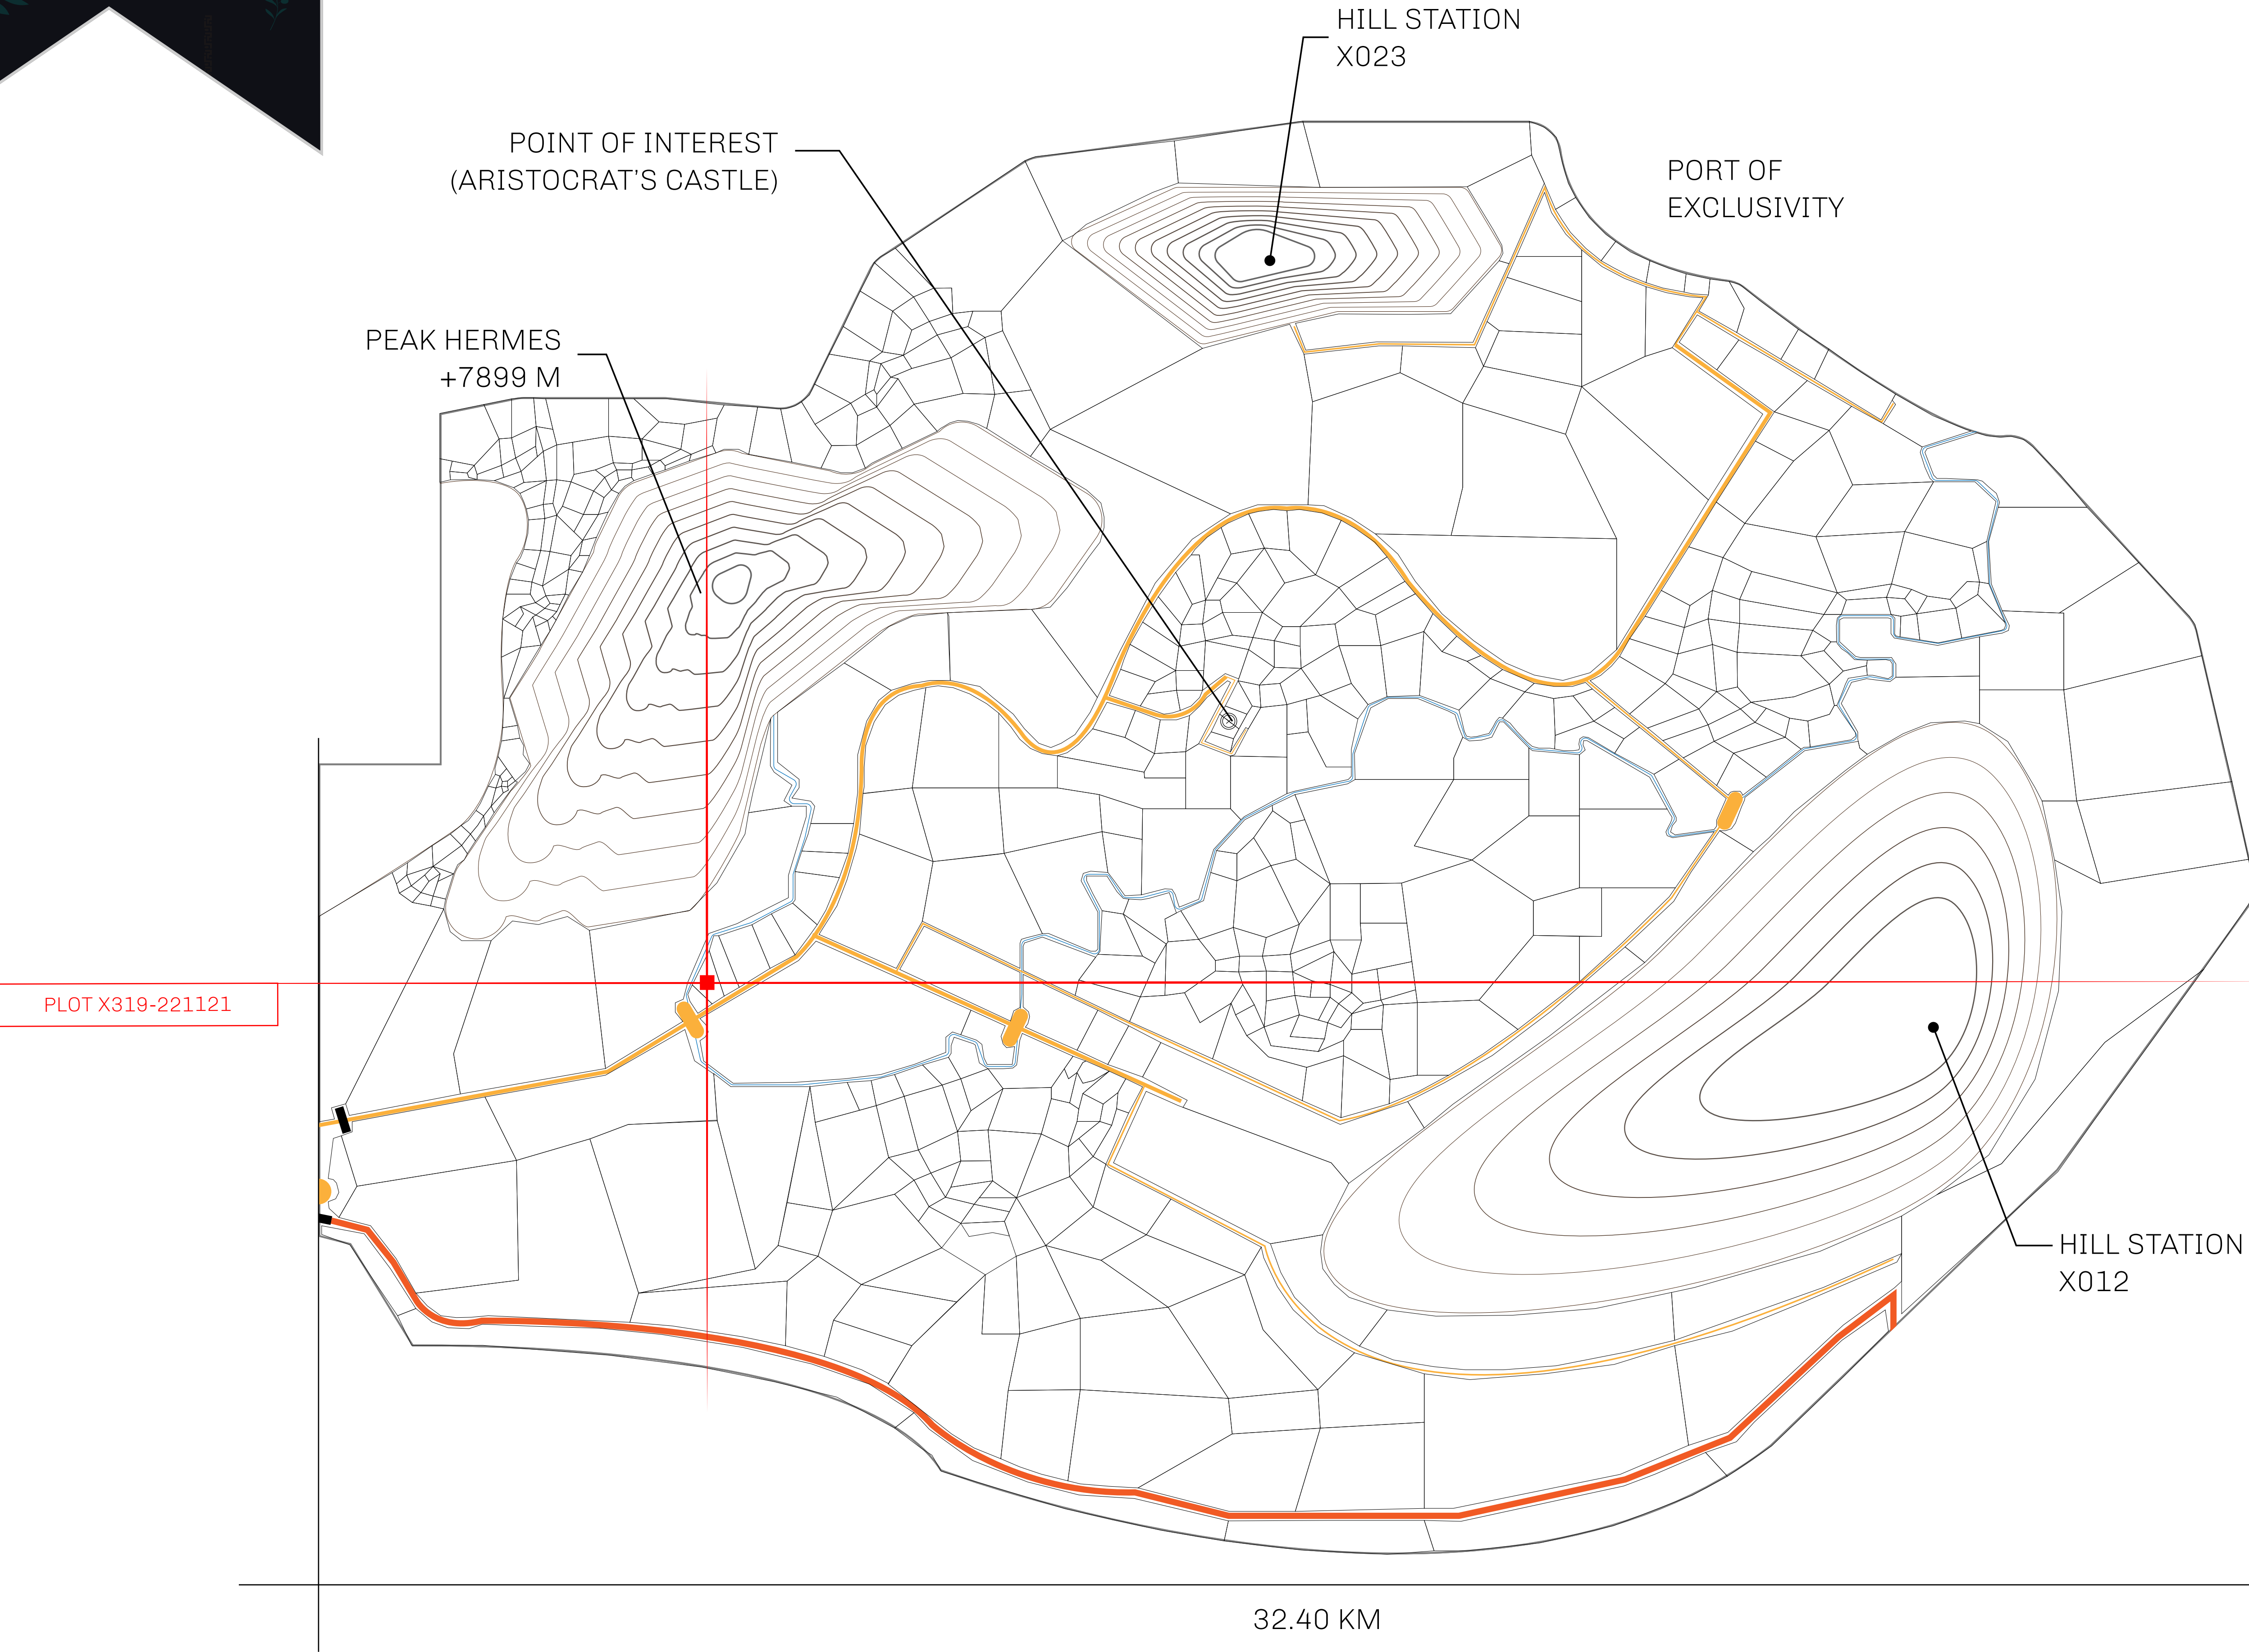 HILL STATION
X023
POINT OF INTEREST
(ARISTOCRAT'S CASTLE)
PORT OF
EXCLUSIVITY
PEAK HERMES
+7899 M
PLOT X319-221121
HILL STATION
X012
32.40 KM